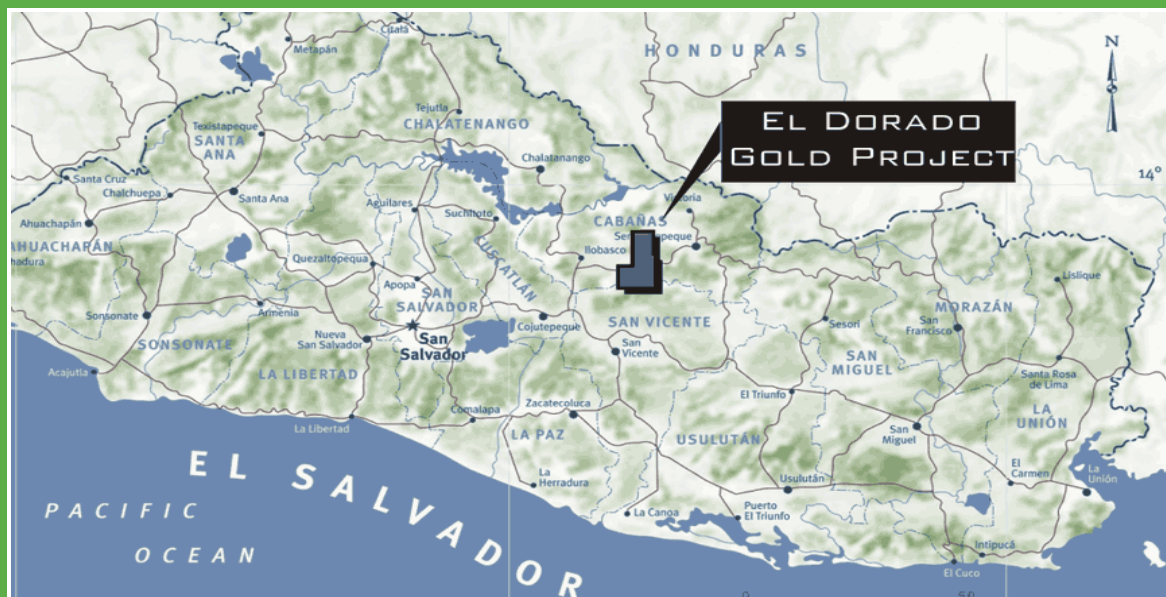 Citalá
Metapán
HONDURAS
N
Tejutla
CHALATENANGO
EL DORADO
GOLD PROJECT
Texistapeque
SANTA
ANA
Chalatanango
14°
Santa Cruz
Chalchuepa
Santa Ana
Aguilares
Suchitoto
Victoria
CABAÑAS
Ahuachapán
AHUACHAPÁN
Ilobasco
CUSCATLÁN
Quezaltopequa
Apopa
SAN
SALVADOR
San
Salvador
Lislique
MORAZÁN
Sonsonate
Armenia
SONSONATE
Nueva
San Salvador
Cojutepeque
SAN VICENTE
San
Vicente
Sesori
San
Francisco
SAN
MIGUEL
Acajutla
LA LIBERTAD
Santa Rosa
de Lima
Comalapa
Zacatecoluca
El Triunfo
LA
UNIÓN
La Libertad
LA PAZ
USULUTÁN
San
Miguel
EL SALVADOR
La
Herradura
Usulután
El
Carmen
La
Unión
PACIFIC
OCEAN
La Canoa
Puerto
El Triunfo
Intipucá
El Cuco